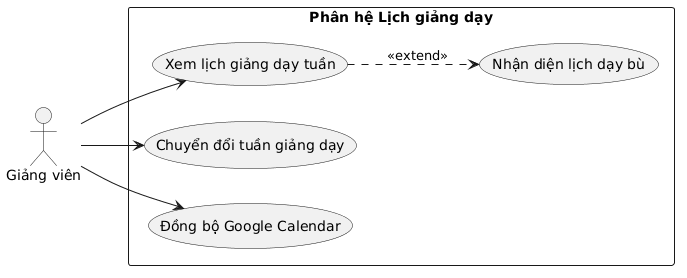 Phân hệ Lịch giảng dạy
Xem lịch giảng dạy tuần
«extend»
Nhận diện lịch dạy bù
Chuyển đổi tuần giảng dạy
Giảng viên
Đồng bộ Google Calendar